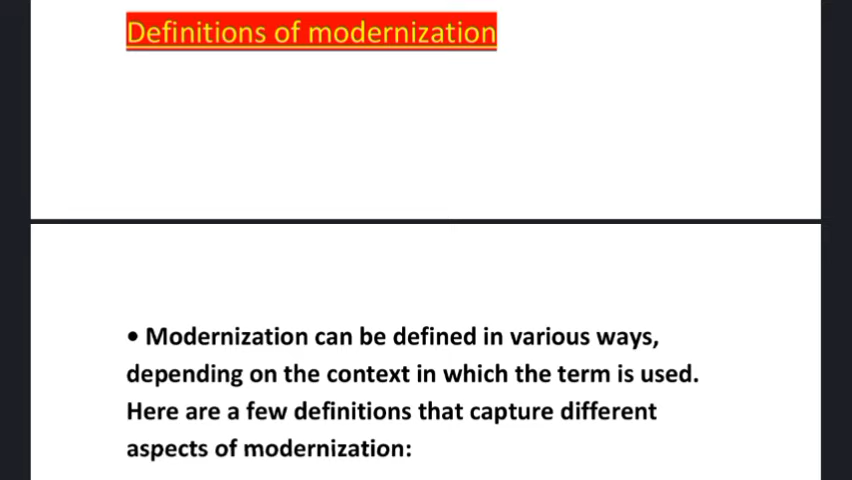 Definitions of modernization
• Modernization can be defined in various ways,
depending on the context in which the term is used.
Here are a few definitions that capture different
aspects of modernization: